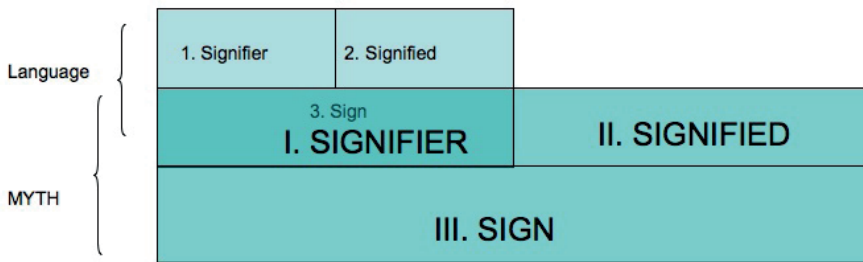 1. Signifier
2. Signified
Language
3. Sign
I. SIGNIFIER
II. SIGNIFIED
MYTH
III. SIGN